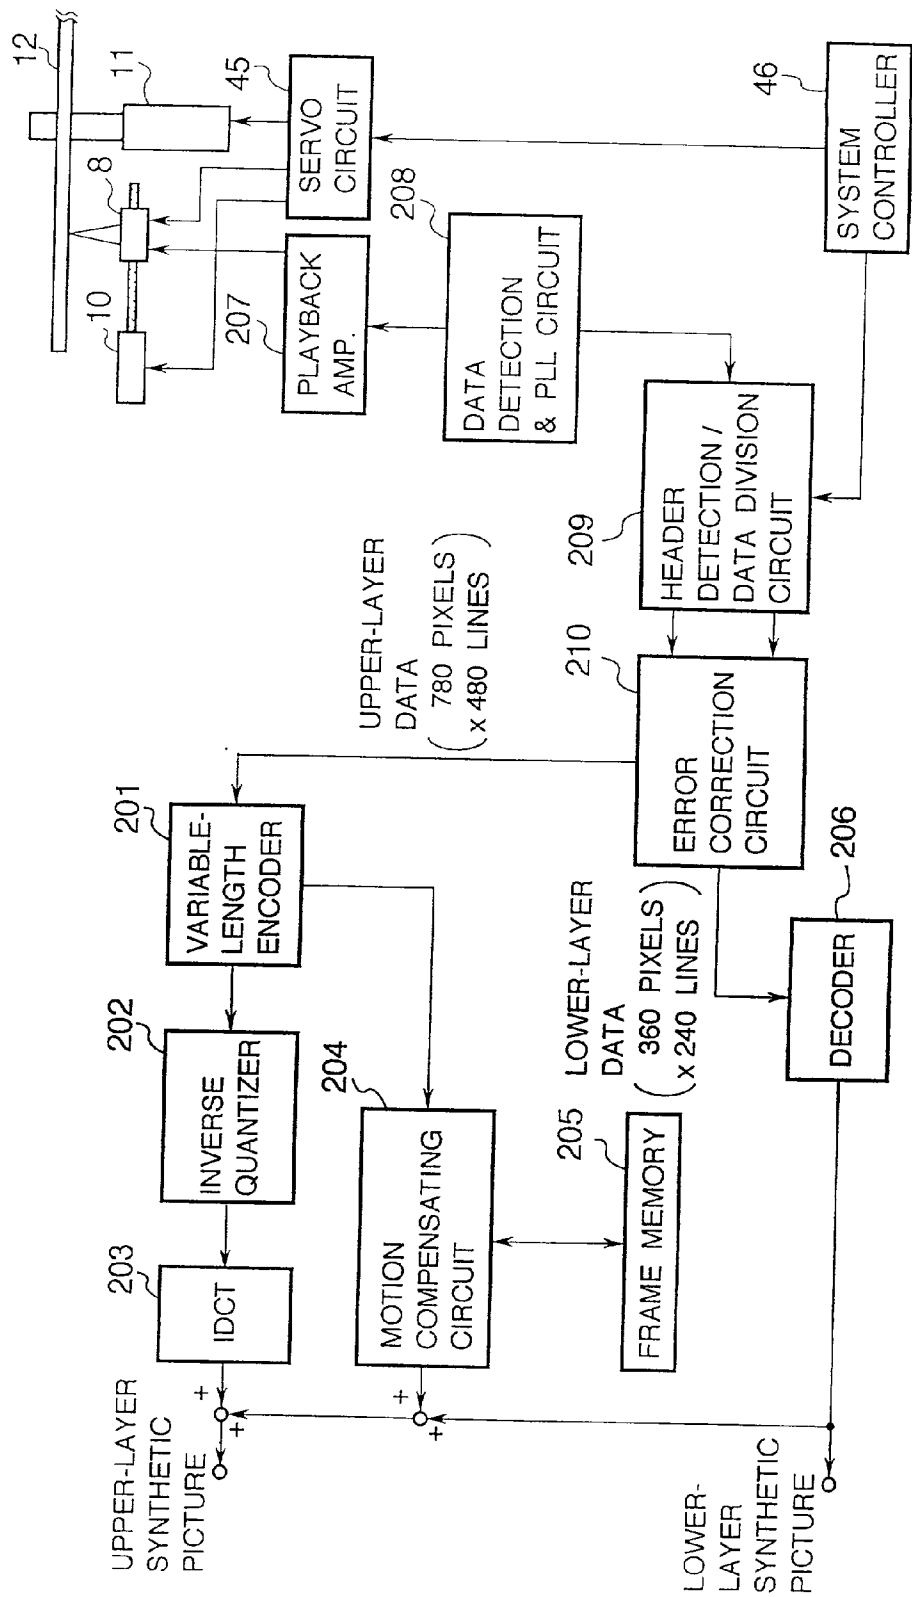 12
11
8
10
45
SERVO
CIRCUIT
207
PLAYBACK
AMP.
208
DATA
DETECTION
& PLL CIRCUIT
46
SYSTEM
CONTROLLER
209
HEADER
DETECTION /
DATA DIVISION
CIRCUIT
210
ERROR
CORRECTION
CIRCUIT
UPPER-LAYER
DATA
( 780 PIXELS
x 480 LINES )
201
VARIABLE-
LENGTH
ENCODER
202
INVERSE
QUANTIZER
203
IDCT
204
MOTION
COMPENSATING
CIRCUIT
205
FRAME MEMORY
LOWER-LAYER
DATA
( 360 PIXELS
x 240 LINES )
206
DECODER
+
+
+
+
UPPER-LAYER
SYNTHETIC
PICTURE
LOWER-
LAYER
SYNTHETIC
PICTURE